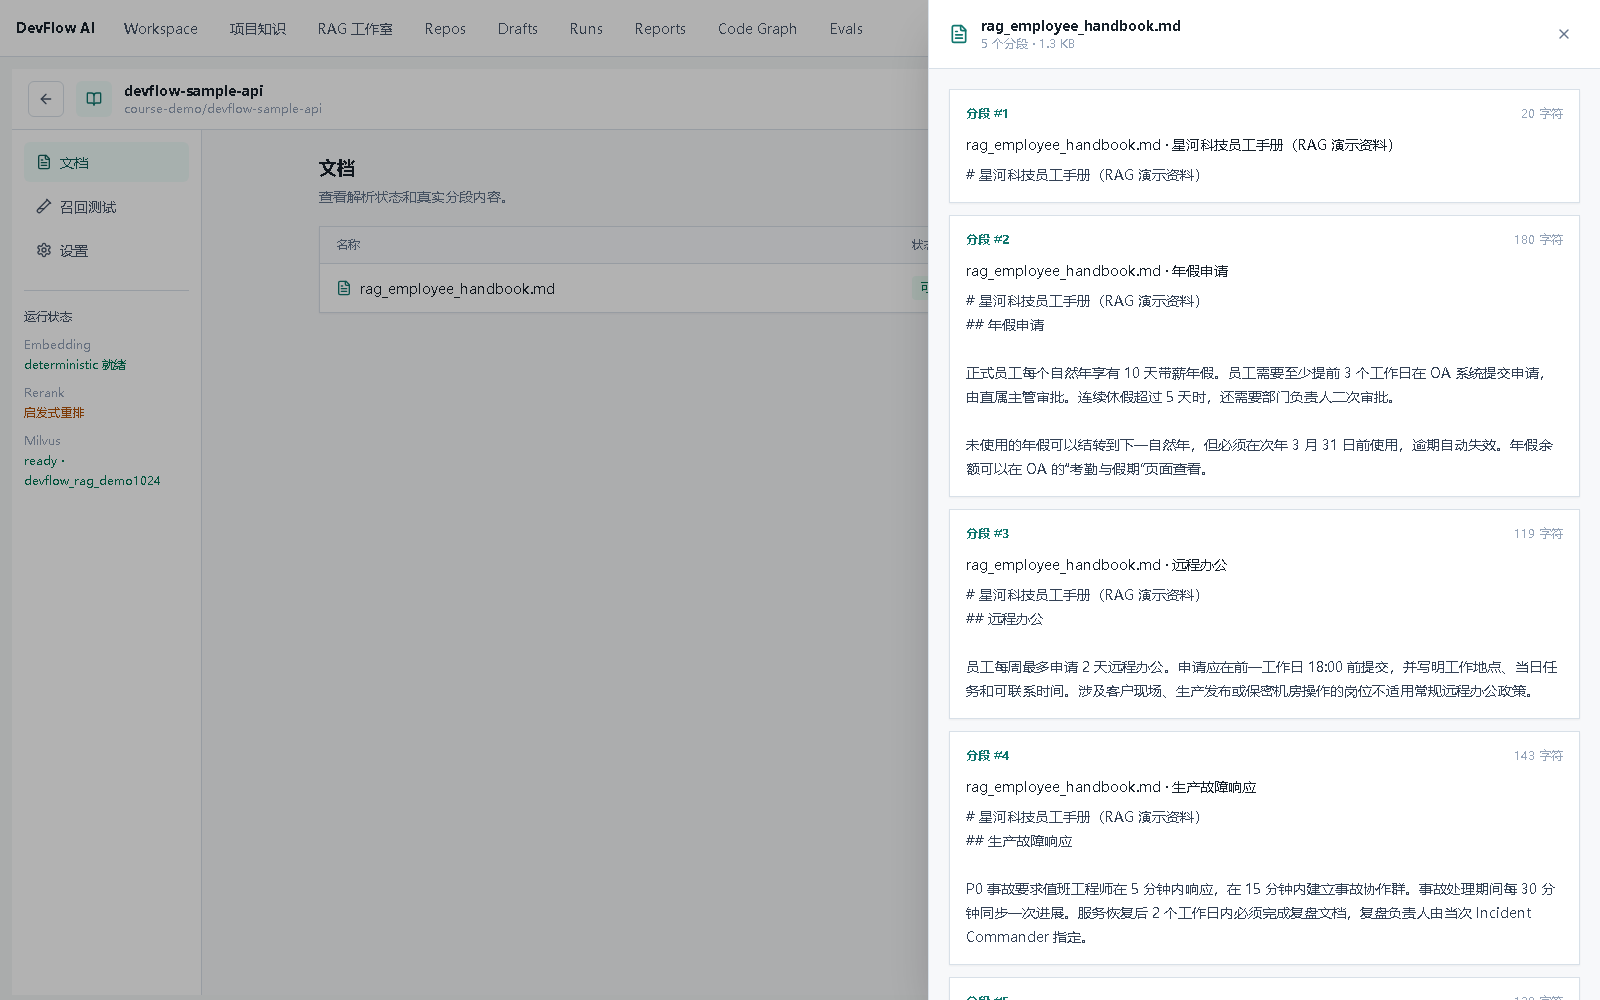 DevFlow AI
Workspace
项目知识
RAG 工作室
Repos
Drafts
Runs
Reports
Code Graph
Evals
devflow-sample-api
course-demo/devflow-sample-api
文档
召回测试
设置
运行状态
Embedding
deterministic 就绪
Rerank
启发式重排
Milvus
ready ·
devflow_rag_demo1024
文档
查看解析状态和真实分段内容。
名称
rag_employee_handbook.md
rag_employee_handbook.md
5 个分段 · 1.3 KB
分段 #1
20 字符
rag_employee_handbook.md · 星河科技员工手册（RAG 演示资料）
# 星河科技员工手册（RAG 演示资料）
分段 #2
180 字符
rag_employee_handbook.md · 年假申请
# 星河科技员工手册（RAG 演示资料）
## 年假申请
正式员工每个自然年享有 10 天带薪年假。员工需要至少提前 3 个工作日在 OA 系统提交申请，
由直属主管审批。连续休假超过 5 天时，还需要部门负责人二次审批。
未使用的年假可以结转到下一自然年，但必须在次年 3 月 31 日前使用，逾期自动失效。年假余
额可以在 OA 的“考勤与假期”页面查看。
分段 #3
119 字符
rag_employee_handbook.md · 远程办公
# 星河科技员工手册（RAG 演示资料）
## 远程办公
员工每周最多申请 2 天远程办公。申请应在前一工作日 18:00 前提交，并写明工作地点、当日任
务和可联系时间。涉及客户现场、生产发布或保密机房操作的岗位不适用常规远程办公政策。
分段 #4
143 字符
rag_employee_handbook.md · 生产故障响应
# 星河科技员工手册（RAG 演示资料）
## 生产故障响应
P0 事故要求值班工程师在 5 分钟内响应，在 15 分钟内建立事故协作群。事故处理期间每 30 分
钟同步一次进展。服务恢复后 2 个工作日内必须完成复盘文档，复盘负责人由当次 Incident
Commander 指定。